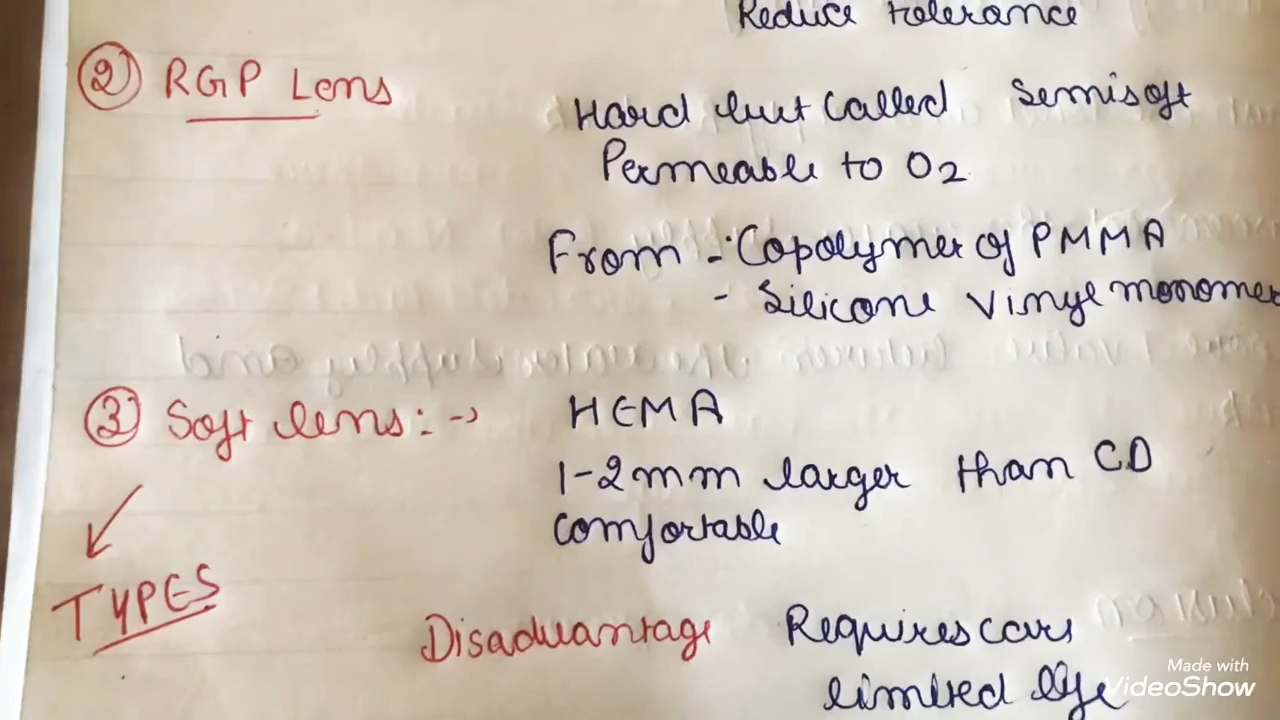 Reduce tolerance
② RGP Lens
Hard but called Semisoft
Permeable to O2
From - Copolymer of PMMA
- Silicone Vinyl monomer
③ Soft lens :->
HEMA
1-2mm larger than CD
comfortable
TYPES
Disadvantage Requires care
limited life
Made with
VideoShow